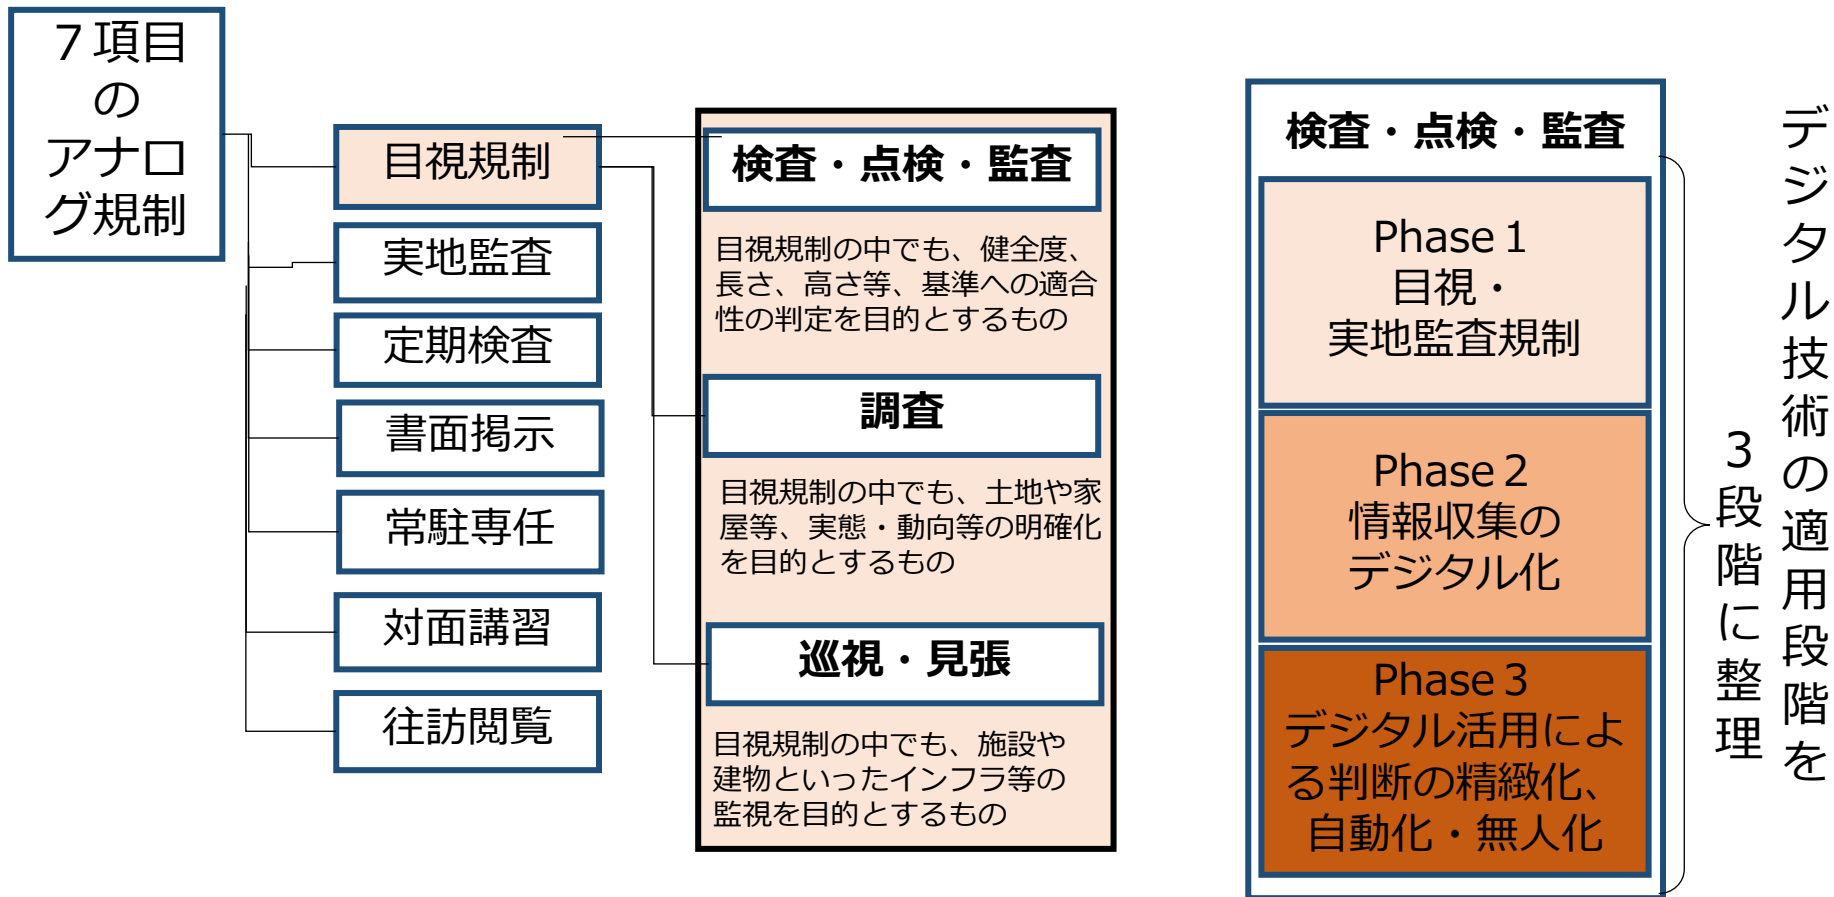 ７項目
の
アナロ
グ規制
目視規制
実地監査
定期検査
書面掲示
常駐専任
対面講習
往訪閲覧
検査・点検・監査
目視規制の中でも、健全度、
長さ、高さ等、基準への適合
性の判定を目的とするもの
調査
目視規制の中でも、土地や家
屋等、実態・動向等の明確化
を目的とするもの
巡視・見張
目視規制の中でも、施設や
建物といったインフラ等の
監視を目的とするもの
検査・点検・監査
Phase１
目視・
実地監査規制
Phase２
情報収集の
デジタル化
Phase３
デジタル活用によ
る判断の精緻化、
自動化・無人化
デジタル技術の適用段階を
３段階に整理